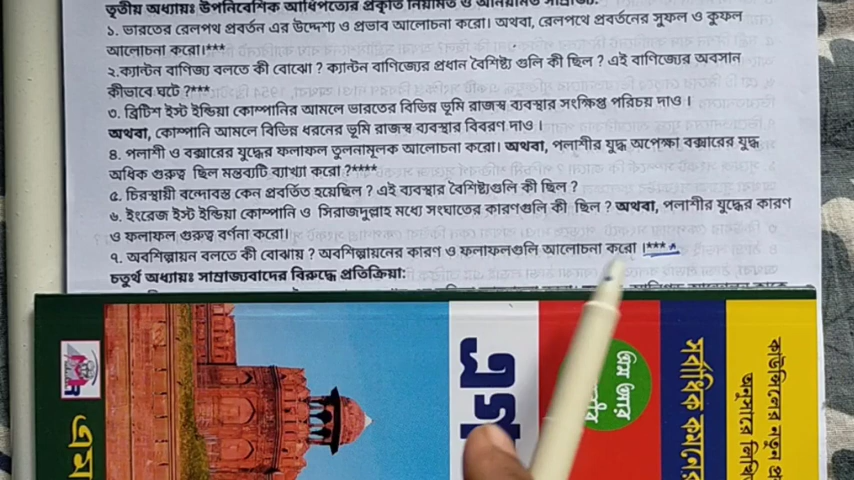 তৃতীয় অধ্যায়ঃ উপনিবেশিক আধিপত্যের প্রকৃতি নিয়মিত ও অনিয়মিত সাম্রাজ্য:
১. ভারতের রেলপথ প্রবর্তন এর উদ্দেশ্য ও প্রভাব আলোচনা করো। অথবা, রেলপথে প্রবর্তনের সুফল ও কুফল
আলোচনা করো।***
২.ক্যান্টন বাণিজ্য বলতে কী বোঝো ? ক্যান্টন বাণিজ্যের প্রধান বৈশিষ্ট্য গুলি কী ছিল ? এই বাণিজ্যের অবসান
কীভাবে ঘটে ?***
৩. ব্রিটিশ ইস্ট ইন্ডিয়া কোম্পানির আমলে ভারতের বিভিন্ন ভূমি রাজস্ব ব্যবস্থার সংক্ষিপ্ত পরিচয় দাও ।
অথবা, কোম্পানি আমলে বিভিন্ন ধরনের ভূমি রাজস্ব ব্যবস্থার বিবরণ দাও ।
৪. পলাশী ও বক্সারের যুদ্ধের ফলাফল তুলনামূলক আলোচনা করো। অথবা, পলাশীর যুদ্ধ অপেক্ষা বক্সারের যুদ্ধ
অধিক গুরুত্ব ছিল মন্তব্যটি ব্যাখ্যা করো ?****
৫. চিরস্থায়ী বন্দোবস্ত কেন প্রবর্তিত হয়েছিল ? এই ব্যবস্থার বৈশিষ্ট্যগুলি কী ছিল ?
৬. ইংরেজ ইস্ট ইন্ডিয়া কোম্পানি ও সিরাজদুল্লাহ মধ্যে সংঘাতের কারণগুলি কী ছিল ? অথবা, পলাশীর যুদ্ধের কারণ
ও ফলাফল গুরুত্ব বর্ণনা করো।
৭. অবশিল্পায়ন বলতে কী বোঝায় ? অবশিল্পায়নের কারণ ও ফলাফলগুলি আলোচনা করো ।***
চতুর্থ অধ্যায়ঃ সাম্রাজ্যবাদের বিরুদ্ধে প্রতিক্রিয়া:
কাউন্সিলের নতুন
অনুসারে লিখিত
সর্বাধিক কমনের